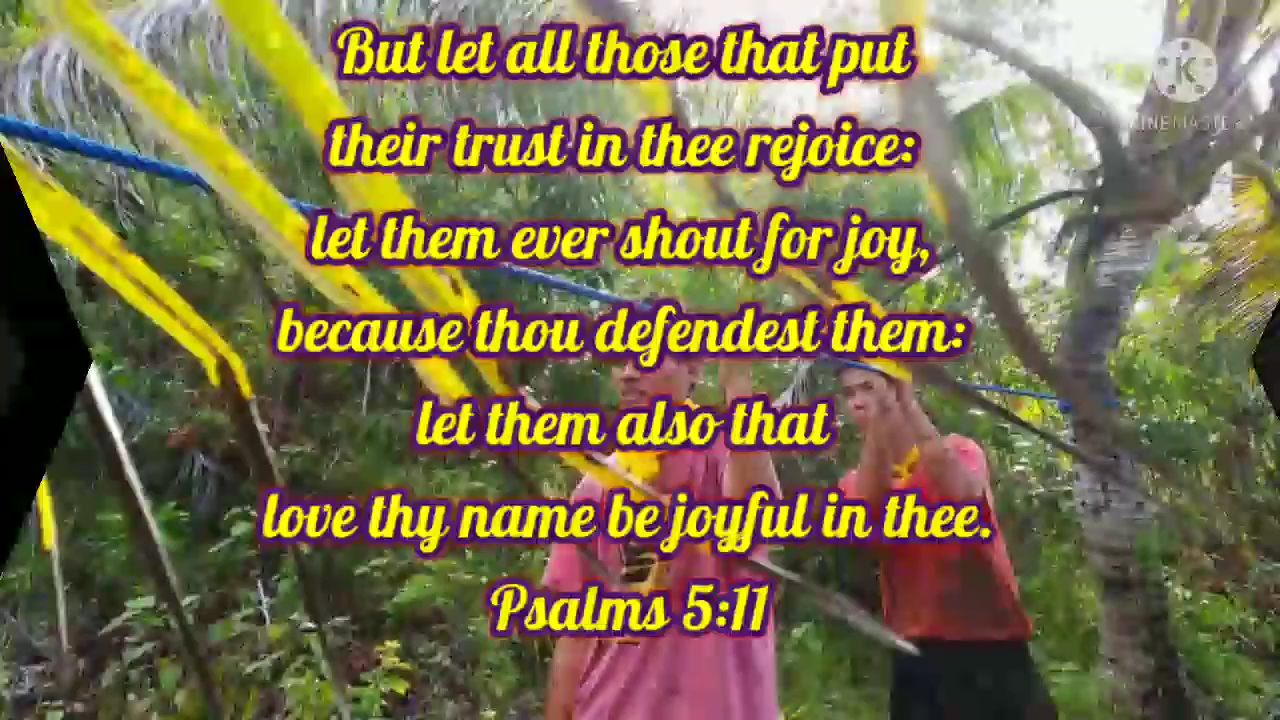 But let all those that put
their trust in thee rejoice:
let them ever shout for joy,
because thou defendest them:
let them also that
love thy name be joyful in thee.
Psalms 5:11
K
KINEMASTER